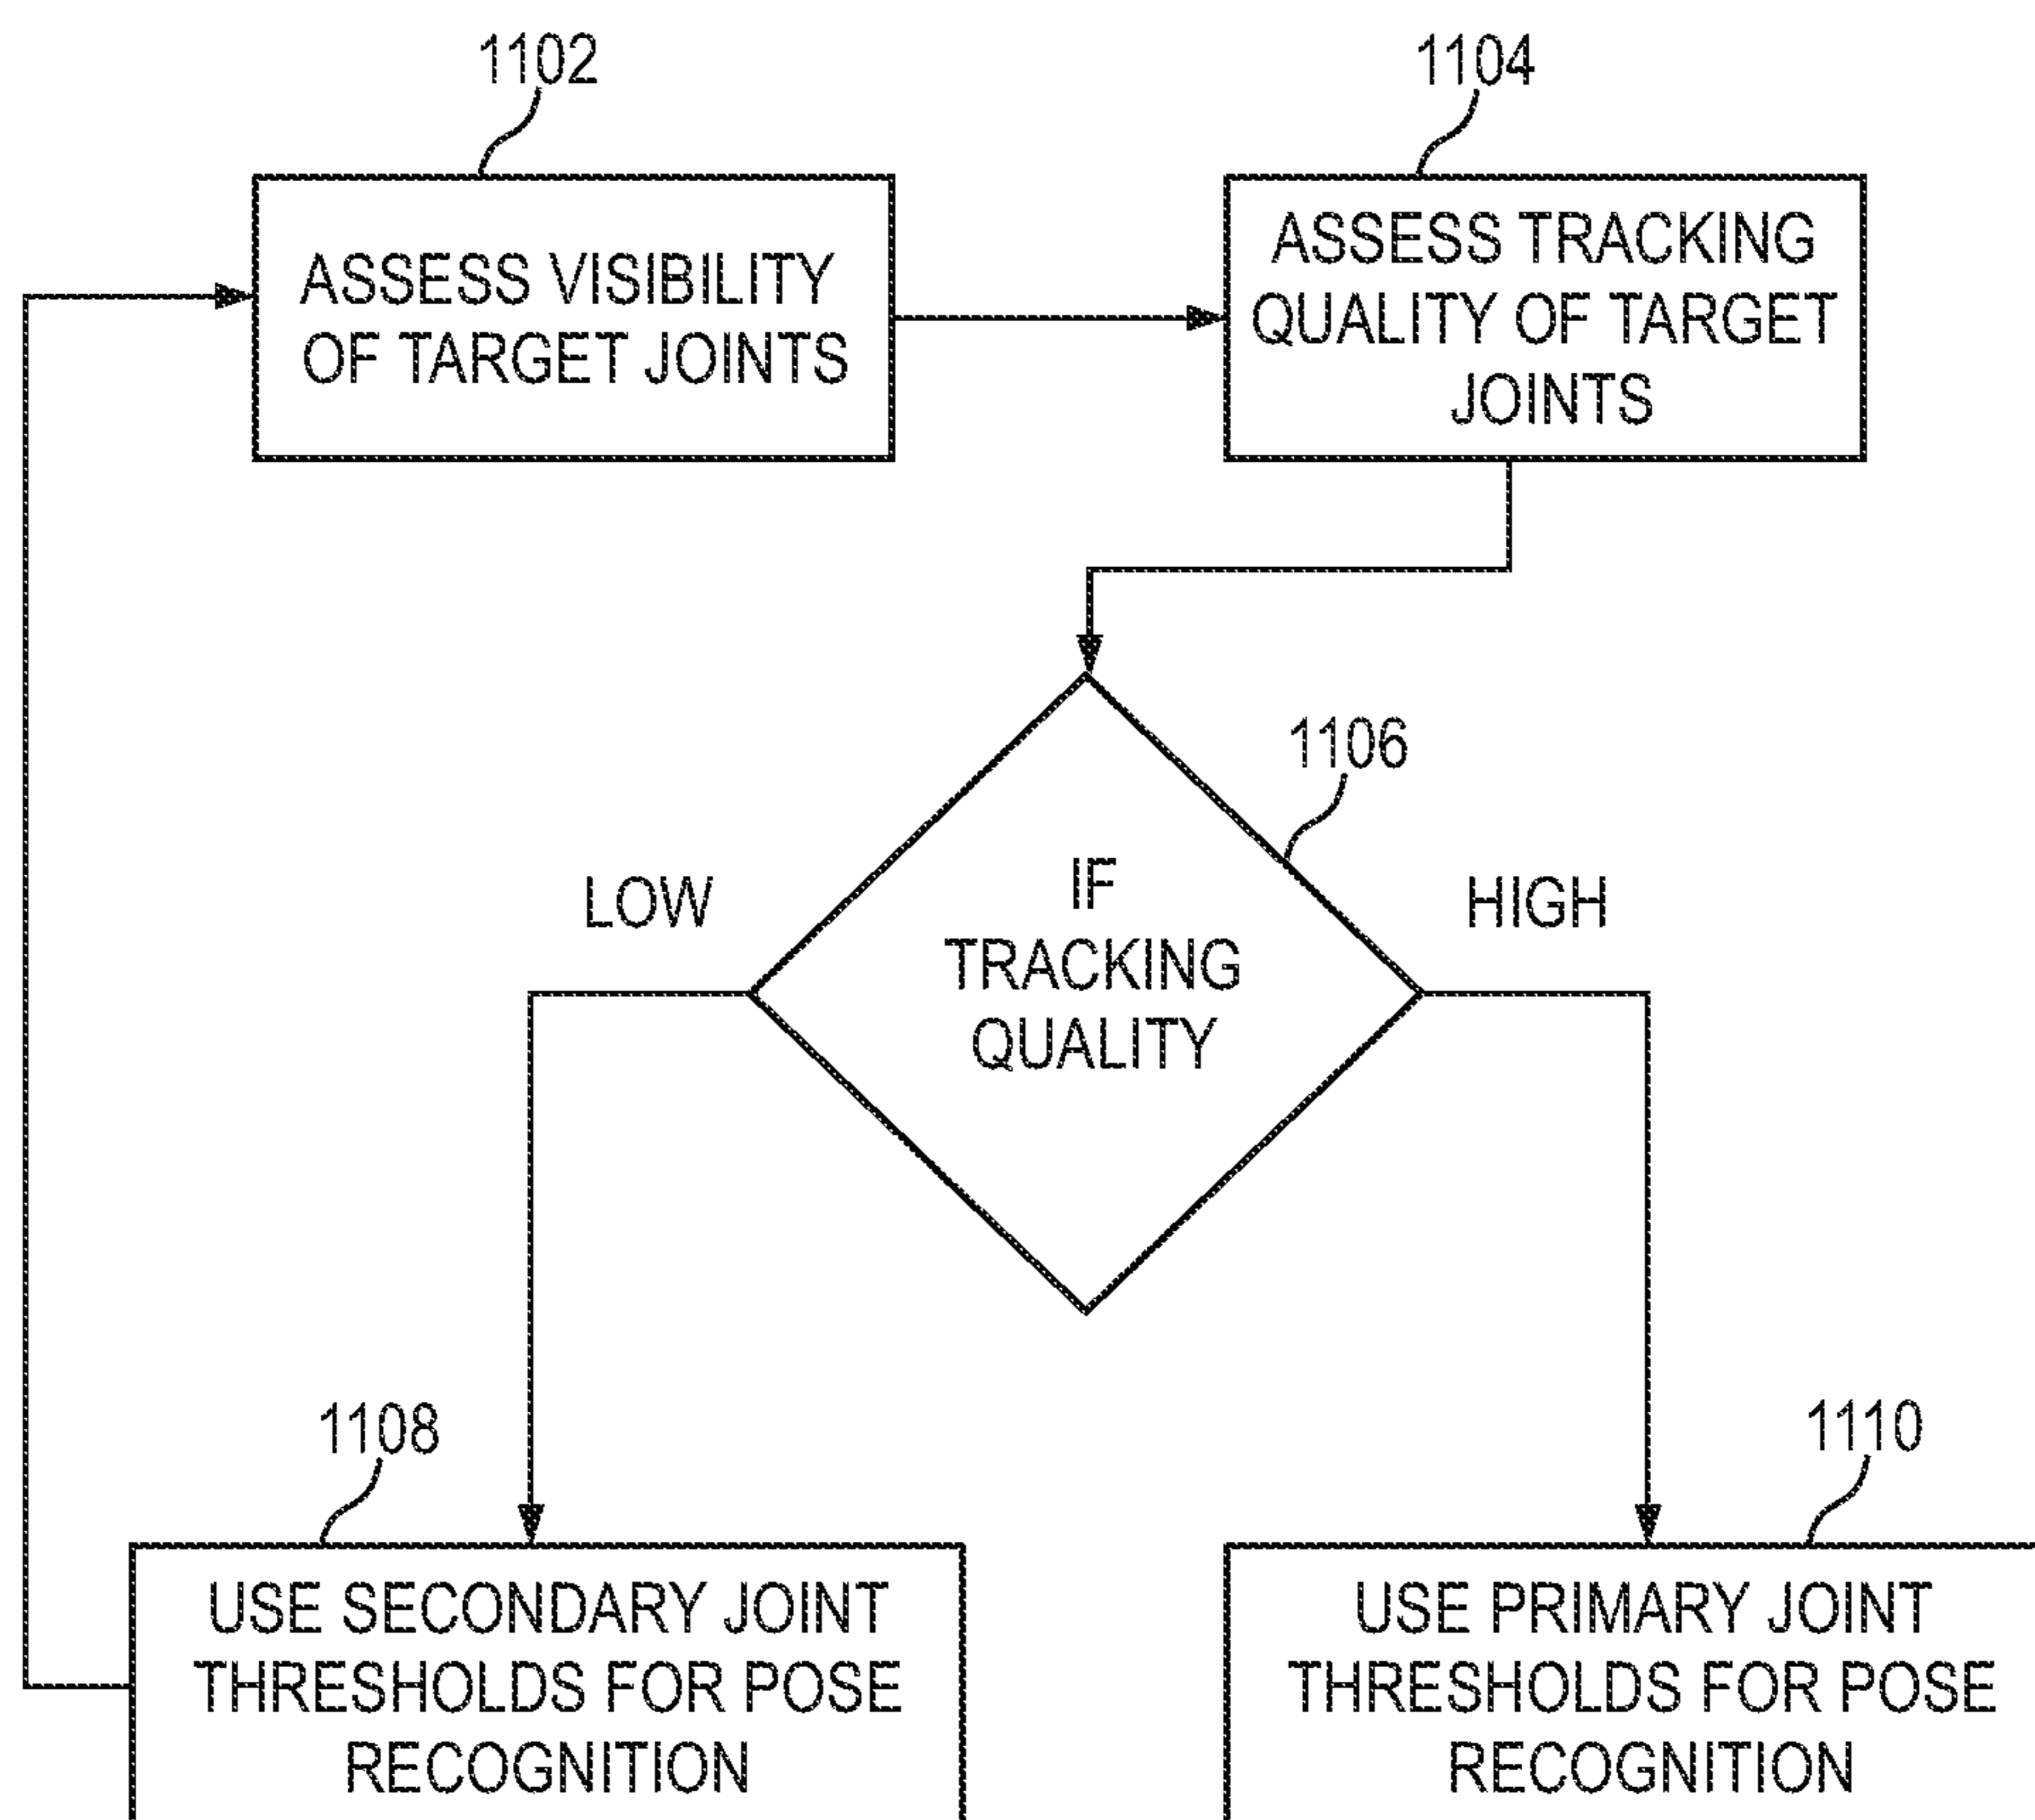 1102
1104
ASSESS VISIBILITY
OF TARGET JOINTS
ASSESS TRACKING
QUALITY OF TARGET
JOINTS
1106
LOW
IF
TRACKING
QUALITY
HIGH
1108
1110
USE SECONDARY JOINT
THRESHOLDS FOR POSE
RECOGNITION
USE PRIMARY JOINT
THRESHOLDS FOR POSE
RECOGNITION